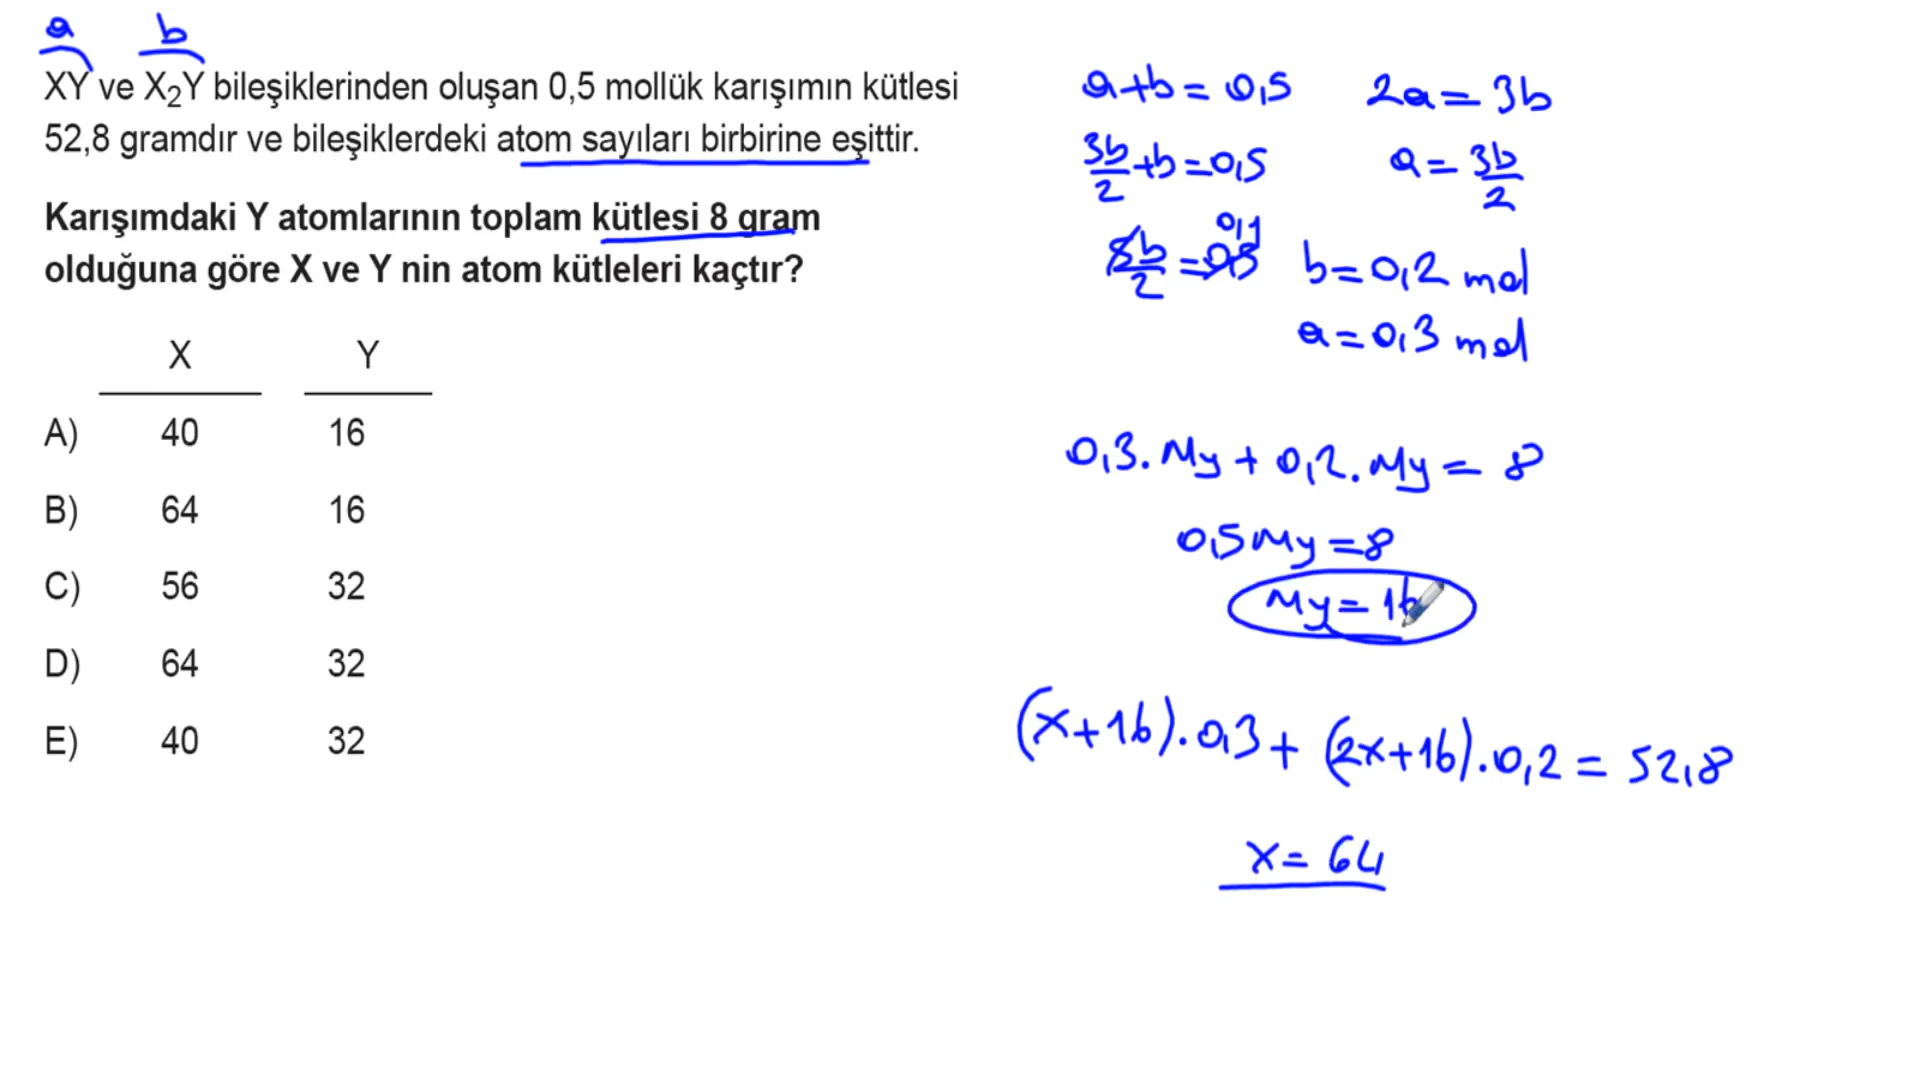 a b
XY ve X₂Y bileşiklerinden oluşan 0,5 mollük karışımın kütlesi
52,8 gramdır ve bileşiklerdeki atom sayıları birbirine eşittir.
Karışımdaki Y atomlarının toplam kütlesi 8 gram
olduğuna göre X ve Y nin atom kütleleri kaçtır?
X Y
A) 40 16
B) 64 16
C) 56 32
D) 64 32
E) 40 32
a+b=0,5 2a=3b
3b/2+b=0,5 a=3b/2
5b/2=0,5 0,1 b=0,2 mol
a=0,3 mol
0,3.My+0,2.My=8
0,5My=8
My=16
(x+16).0,3+(2x+16).0,2=52,8
x=64